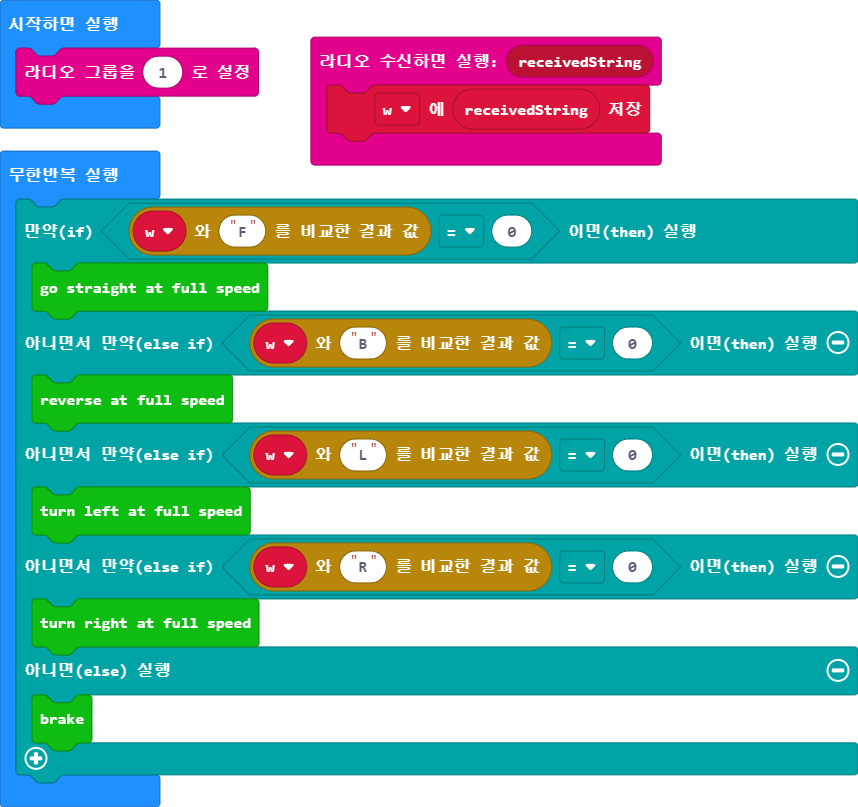 시작하면 실행
라디오 그룹을 1 로 설정
라디오 수신하면 실행: receivedString
w 에 receivedString 저장
무한반복 실행
만약(if) w 와 "F" 를 비교한 결과 값 = 0 이면(then) 실행
go straight at full speed
아니면서 만약(else if) w 와 "B" 를 비교한 결과 값 = 0 이면(then) 실행
reverse at full speed
아니면서 만약(else if) w 와 "L" 를 비교한 결과 값 = 0 이면(then) 실행
turn left at full speed
아니면서 만약(else if) w 와 "R" 를 비교한 결과 값 = 0 이면(then) 실행
turn right at full speed
아니면(else) 실행
brake